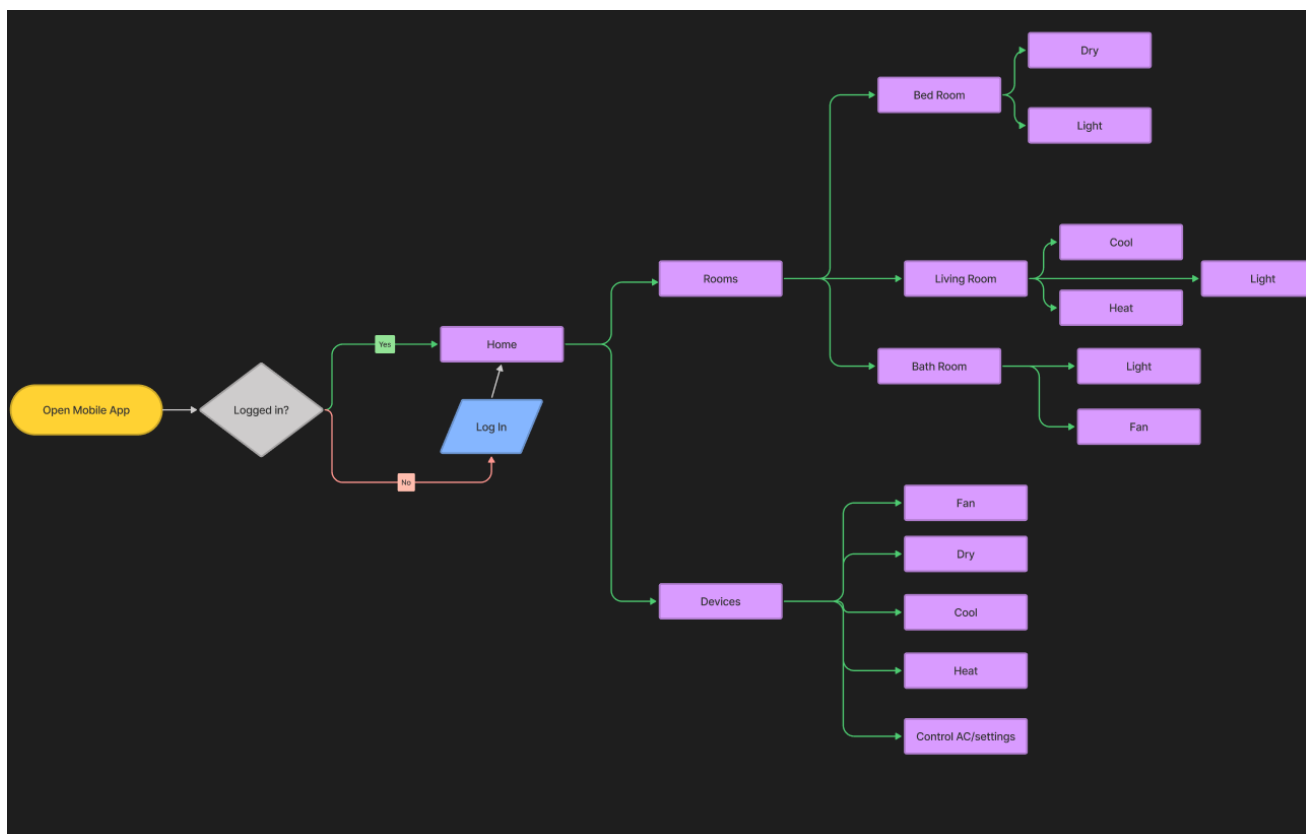 Open Mobile App
Logged in?
Yes
No
Home
Log In
Rooms
Devices
Bed Room
Dry
Light
Living Room
Cool
Light
Heat
Bath Room
Light
Fan
Fan
Dry
Cool
Heat
Control AC/settings